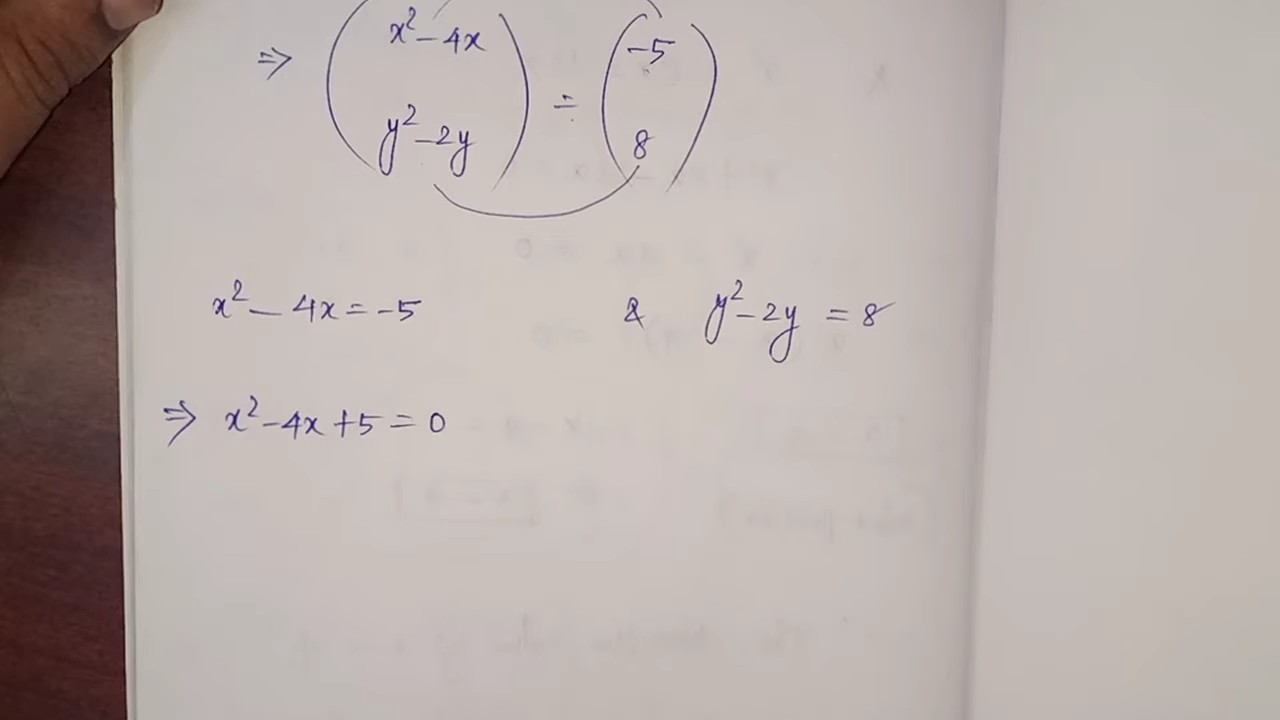 ⇒ (x² - 4x) = (-5)
(y² - 2y) (8)
x² - 4x = -5 & y² - 2y = 8
⇒ x² - 4x + 5 = 0